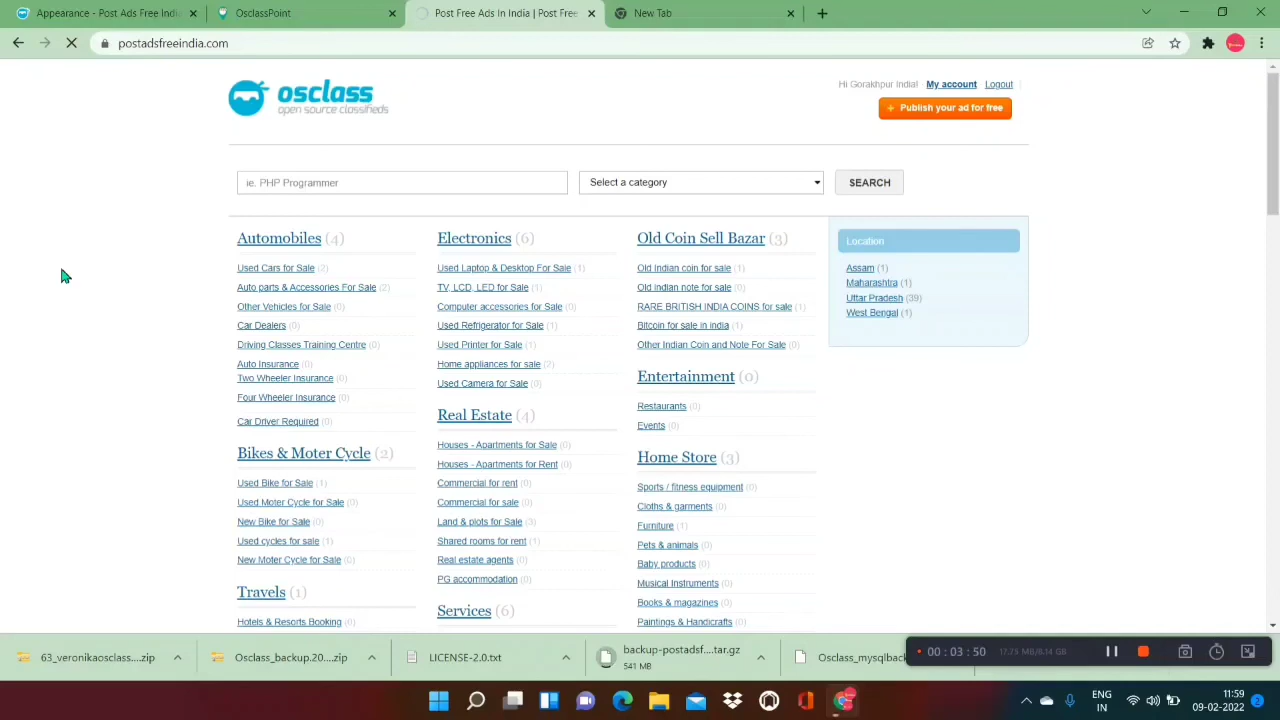 PHP App Demos | Premium
Post Free Ads in India | Post Free
New Tab
postadsfreeindia.com
osclass
open source classifieds
Hi Gorakhpur India! My account Logout
+ Publish your ad for free
ie. PHP Programmer
Select a category
SEARCH
Automobiles (4)
Used Cars for Sale (2)
Auto parts & Accessories For Sale (2)
Other Vehicles for Sale (0)
Car Dealers (0)
Driving Classes Training Centre (0)
Auto Insurance (0)
Two Wheeler Insurance (0)
Four Wheeler Insurance (0)
Car Driver Required (0)
Bikes & Moter Cycle (2)
Used Bike for Sale (1)
Used Moter Cycle for Sale (0)
New Bike for Sale (0)
Used cycles for sale (1)
New Moter Cycle for Sale (0)
Travels (1)
Hotels & Resorts Booking (0)
Electronics (6)
Used Laptop & Desktop For Sale (1)
TV, LCD, LED for Sale (1)
Computer accessories for Sale (0)
Used Refrigerator for Sale (1)
Used Printer for Sale (1)
Home appliances for sale (2)
Used Camera for Sale (0)
Real Estate (4)
Houses - Apartments for Sale (0)
Houses - Apartments for Rent (0)
Commercial for rent (0)
Commercial for sale (0)
Land & plots for Sale (3)
Shared rooms for rent (1)
Real estate agents (0)
PG accommodation (0)
Services (6)
Old Coin Sell Bazar (3)
Old Indian coin for sale (1)
Old indian note for sale (0)
RARE BRITISH INDIA COINS for sale (1)
Bitcoin for sale in india (1)
Other Indian Coin and Note For Sale (0)
Entertainment (0)
Restaurants (0)
Events (0)
Home Store (3)
Sports / fitness equipment (0)
Cloths & garments (0)
Furniture (1)
Pets & animals (0)
Baby products (0)
Musical Instruments (0)
Books & magazines (0)
Paintings & Handicrafts (0)
Location
Assam (1)
Maharashtra (1)
Uttar Pradesh (39)
West Bengal (1)
63_veronikaosclass....zip
Osclass_backup.20....zip
LICENSE-2.0.txt
backup-postadsf....tar.gz
541 MB
Osclass_mysqlback
00 : 03 : 50
17.79 MB/8.14 GB
ENG
IN
11:59
09-02-2022
2